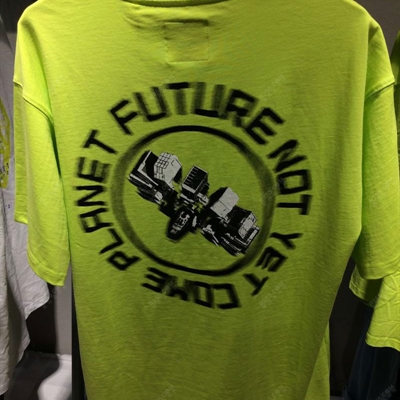 PLANET FUTURE NOT YET COME